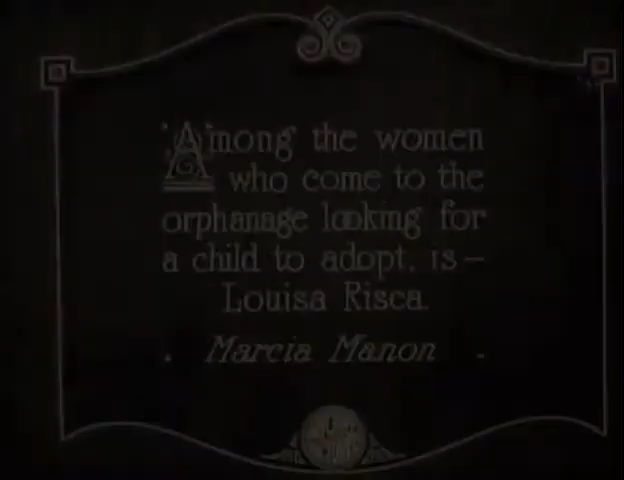 Among the women
who come to the
orphanage looking for
a child to adopt, is—
Louisa Risca.
Marcia Manon